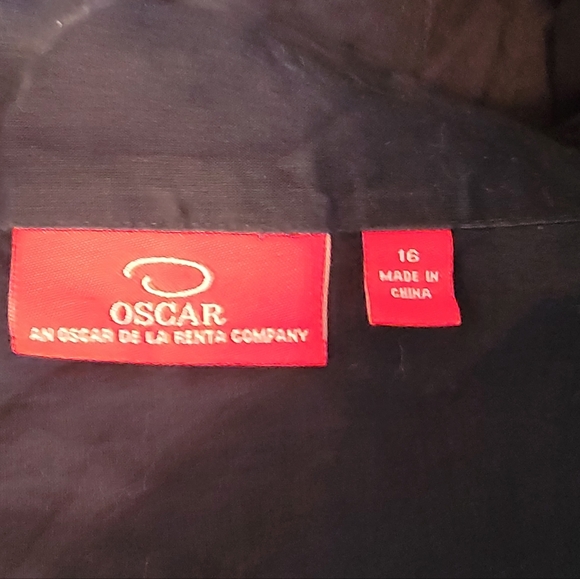 OSCAR
AN OSCAR DE LA RENTA COMPANY
16
MADE IN
CHINA